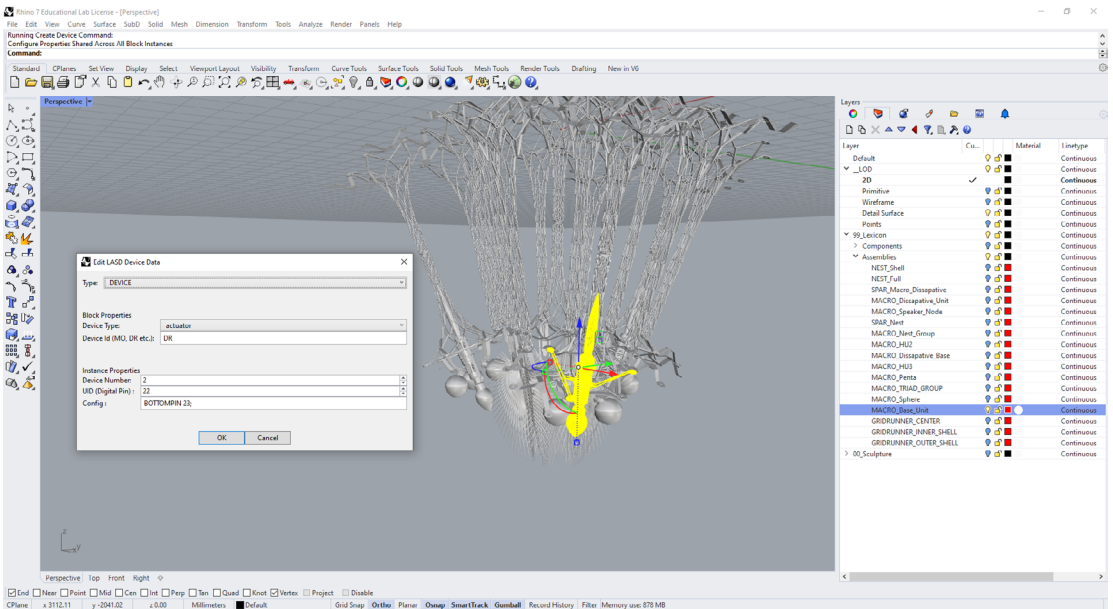 Rhino 7 Educational Lab License - [Perspective]
File Edit View Curve Surface SubD Solid Mesh Dimension Transform Tools Analyze Render Panels Help
Running Create Device Command:
Configure Properties Shared Across All Block Instances
Command:
Standard CPlanes Set View Display Select Viewport Layout Visibility Transform Curve Tools Surface Tools Solid Tools Mesh Tools Render Tools Drafting New in V6
Perspective
Edit LASD Device Data
Type: DEVICE
Block Properties
Device Type: actuator
Device Id (MO, DR etc.): DR
Instance Properties
Device Number: 2
UID (Digital Pin) : 22
Config : BOTTOMPIN 23;
OK Cancel
z
x y
Layers
Layer Cu... Material Linetype
Default Continuous
__LOD Continuous
2D Continuous
Primitive Continuous
Wireframe Continuous
Detail Surface Continuous
Points Continuous
99_Lexicon Continuous
Components Continuous
Assemblies Continuous
NEST_Shell Continuous
NEST_Full Continuous
SPAR_Macro_Dissapative Continuous
MACRO_Dissapative_Unit Continuous
MACRO_Speaker_Node Continuous
SPAR_Nest Continuous
MACRO_Nest_Group Continuous
MACRO_HU2 Continuous
MACRO_Dissapative_Base Continuous
MACRO_HU3 Continuous
MACRO_Penta Continuous
MACRO_TRIAD_GROUP Continuous
MACRO_Sphere Continuous
MACRO_Base_Unit Continuous
GRIDRUNNER_CENTER Continuous
GRIDRUNNER_INNER_SHELL Continuous
GRIDRUNNER_OUTER_SHELL Continuous
00_Sculpture Continuous
Perspective Top Front Right
End Near Point Mid Cen Int Perp Tan Quad Knot Vertex Project Disable
CPlane x 3112.11 y -2041.02 z 0.00 Millimeters Default Grid Snap Ortho Planar Osnap SmartTrack Gumball Record History Filter Memory use: 878 MB